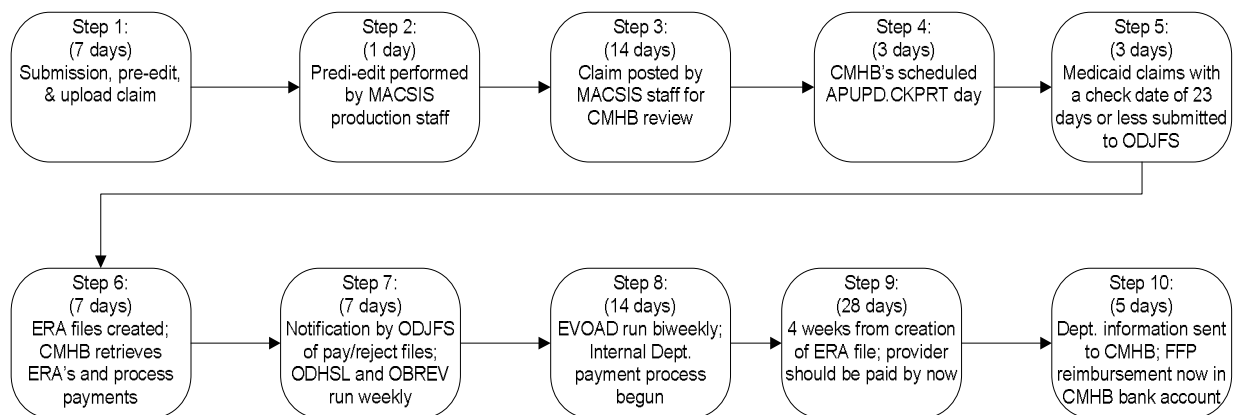 Step 1:
(7 days)
Submission, pre-edit,
& upload claim
Step 2:
(1 day)
Predi-edit performed
by MACSIS
production staff
Step 3:
(14 days)
Claim posted by
MACSIS staff for
CMHB review
Step 4:
(3 days)
CMHB's scheduled
APUPD.CKPRT day
Step 5:
(3 days)
Medicaid claims with
a check date of 23
days or less submitted
to ODJFS
Step 6:
(7 days)
ERA files created;
CMHB retrieves
ERA's and process
payments
Step 7:
(7 days)
Notification by ODJFS
of pay/reject files;
ODHSL and OBREV
run weekly
Step 8:
(14 days)
EVOAD run biweekly;
Internal Dept.
payment process
begun
Step 9:
(28 days)
4 weeks from creation
of ERA file; provider
should be paid by now
Step 10:
(5 days)
Dept. information sent
to CMHB; FFP
reimbursement now in
CMHB bank account